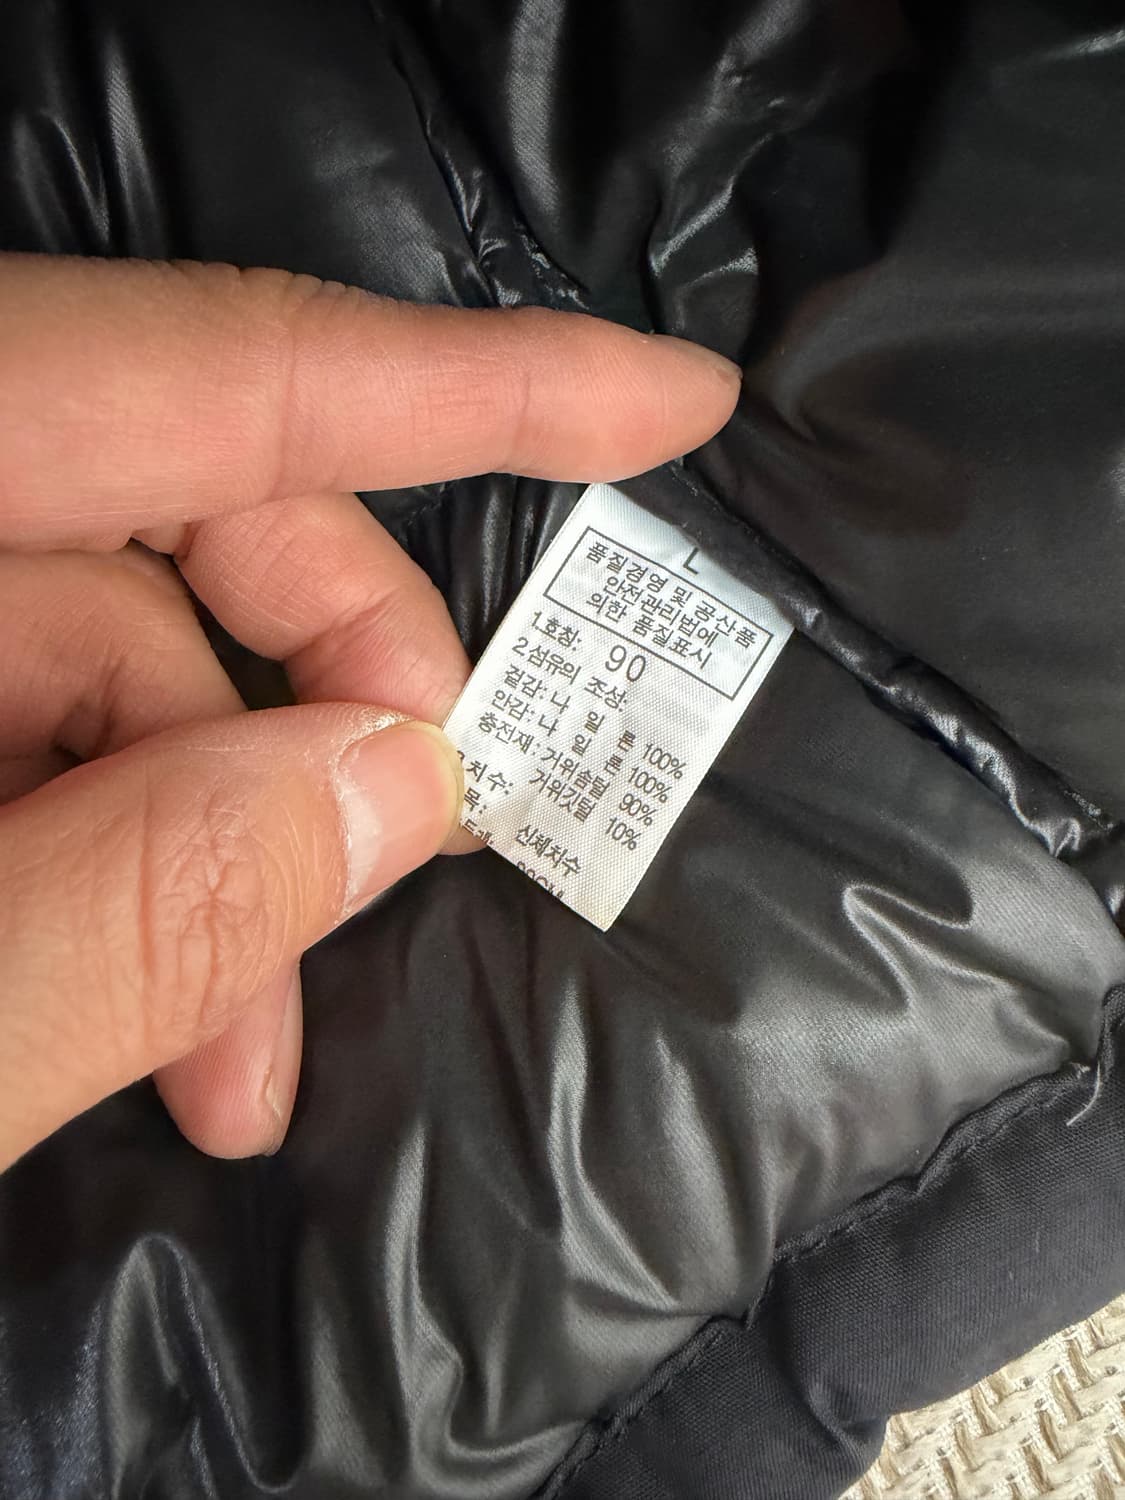 L
품질경영 및 공산품
안전관리법에
의한 품질표시
1.호칭: 90
2.섬유의 조성:
겉감: 나 일 론 100%
안감: 나 일 론 100%
충전재: 거위솜털 90%
거위깃털 10%
치수: 신체치수